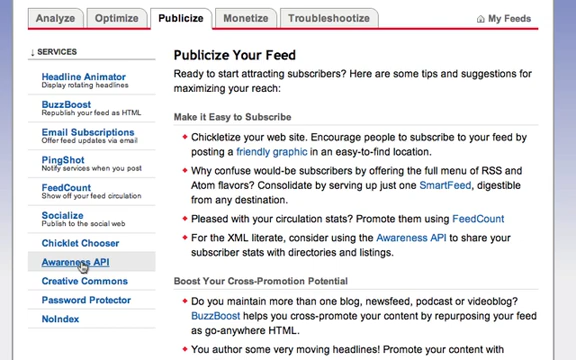 Analyze
Optimize
Publicize
Monetize
Troubleshootize
My Feeds
↓ SERVICES
Headline Animator
Display rotating headlines
BuzzBoost
Republish your feed as HTML
Email Subscriptions
Offer feed updates via email
PingShot
Notify services when you post
FeedCount
Show off your feed circulation
Socialize
Publish to the social web
Chicklet Chooser
Awareness API
Creative Commons
Password Protector
NoIndex
Publicize Your Feed
Ready to start attracting subscribers? Here are some tips and suggestions for
maximizing your reach:
Make it Easy to Subscribe
Chickletize your web site. Encourage people to subscribe to your feed by
posting a friendly graphic in an easy-to-find location.
Why confuse would-be subscribers by offering the full menu of RSS and
Atom flavors? Consolidate by serving up just one SmartFeed, digestible
from any destination.
Pleased with your circulation stats? Promote them using FeedCount
For the XML literate, consider using the Awareness API to share your
subscriber stats with directories and listings.
Boost Your Cross-Promotion Potential
Do you maintain more than one blog, newsfeed, podcast or videoblog?
BuzzBoost helps you cross-promote your content by repurposing your feed
as go-anywhere HTML.
You author some very moving headlines! Promote your content with